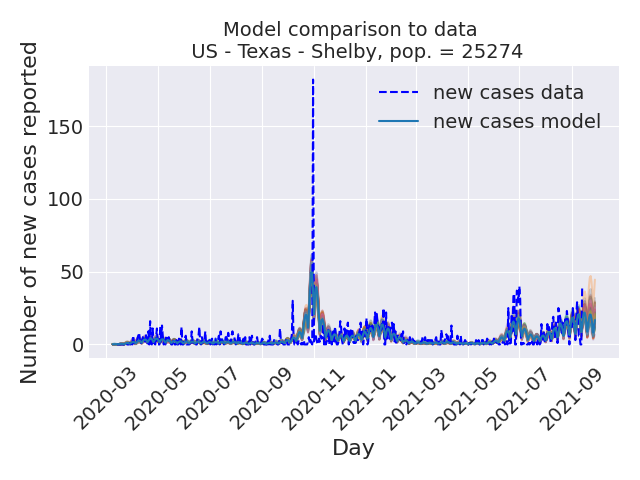 Model comparison to data
US - Texas - Shelby, pop. = 25274
Number of new cases reported
150
100
50
0
new cases data
new cases model
2020-03
2020-05
2020-07
2020-09
2020-11
2021-01
2021-03
2021-05
2021-07
2021-09
Day